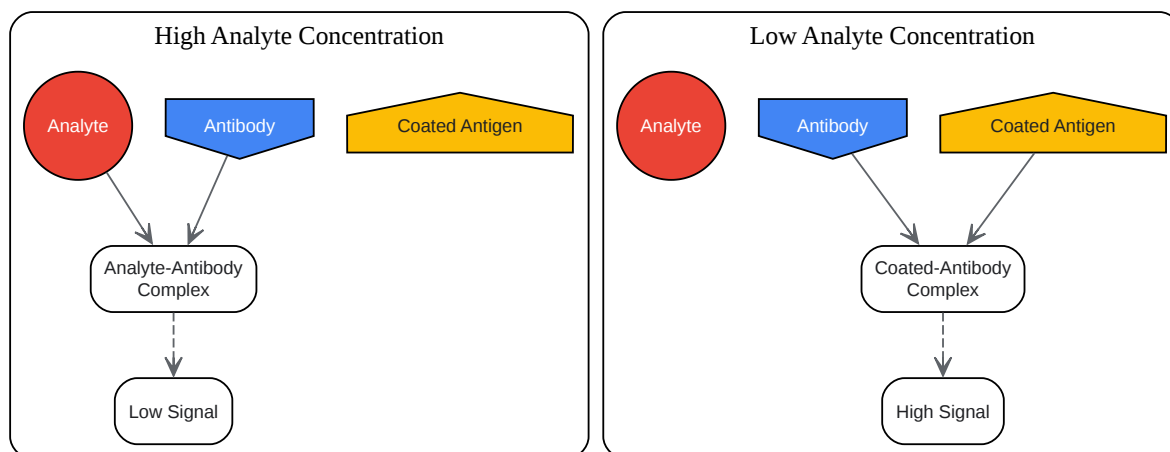 High Analyte Concentration
Analyte
Antibody
Coated Antigen
Analyte-Antibody
Complex
Low Signal
Low Analyte Concentration
Analyte
Antibody
Coated Antigen
Coated-Antibody
Complex
High Signal